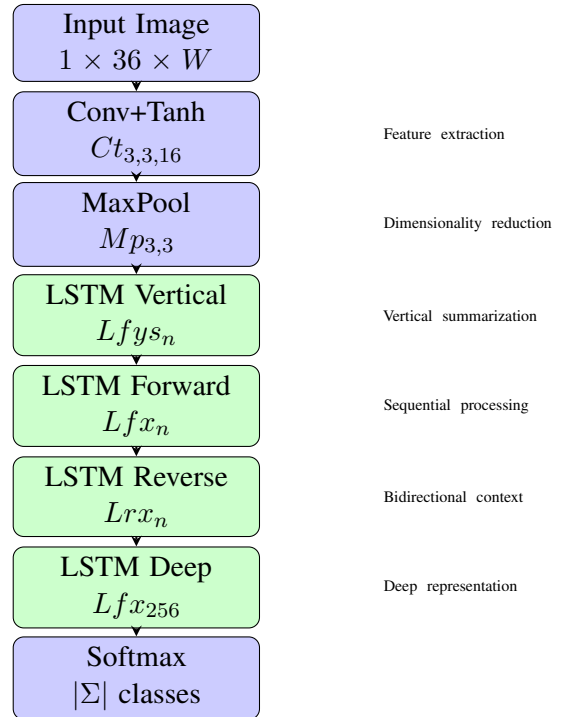 Input Image
1 × 36 × W
Conv+Tanh
Ct3,3,16
Feature extraction
MaxPool
Mp3,3
Dimensionality reduction
LSTM Vertical
Lfysn
Vertical summarization
LSTM Forward
Lfxn
Sequential processing
LSTM Reverse
Lrxn
Bidirectional context
LSTM Deep
Lfx256
Deep representation
Softmax
|Σ| classes